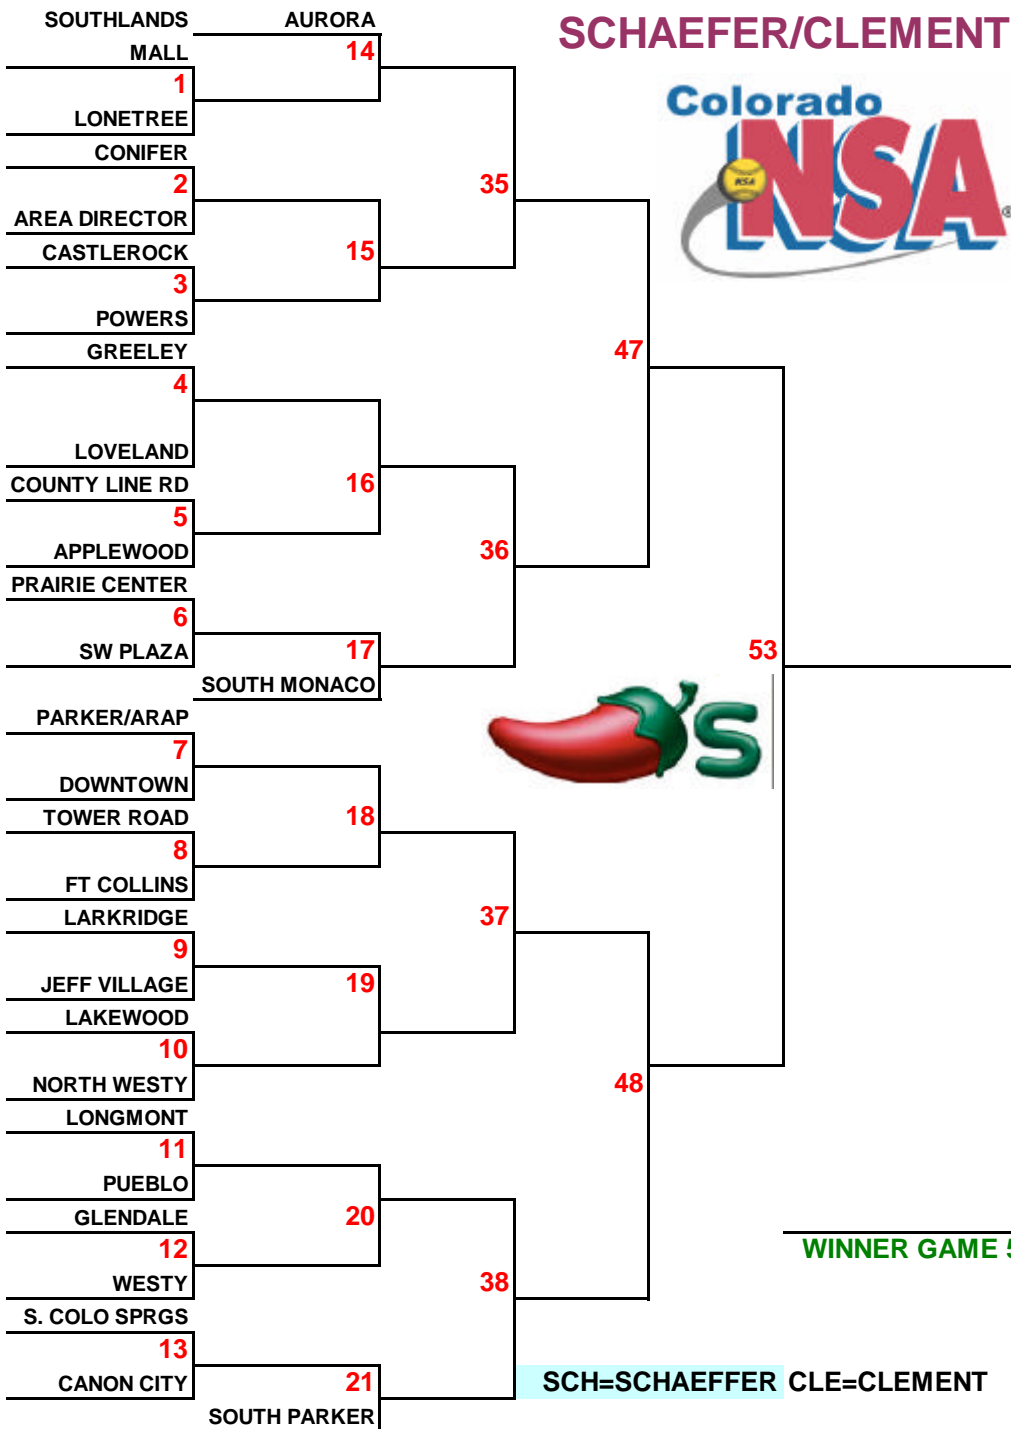 SOUTHLANDS AURORA SCHAEFER/CLEMENT
MALL 14
1
LONETREE
Colorado
NSA
NSA
®
CONIFER
2 35
AREA DIRECTOR
CASTLEROCK 15
3
POWERS
GREELEY 47
4
LOVELAND
COUNTY LINE RD 16
5
APPLEWOOD 36
PRAIRIE CENTER
6
SW PLAZA 17 53
SOUTH MONACO
PARKER/ARAP
'S
7
DOWNTOWN
TOWER ROAD 18
8
FT COLLINS
LARKRIDGE 37
9
JEFF VILLAGE 19
LAKEWOOD
10
NORTH WESTY 48
LONGMONT
11
PUEBLO
GLENDALE 20
12 WINNER GAME 5
WESTY 38
S. COLO SPRGS
13
CANON CITY 21 SCH=SCHAEFFER CLE=CLEMENT
SOUTH PARKER